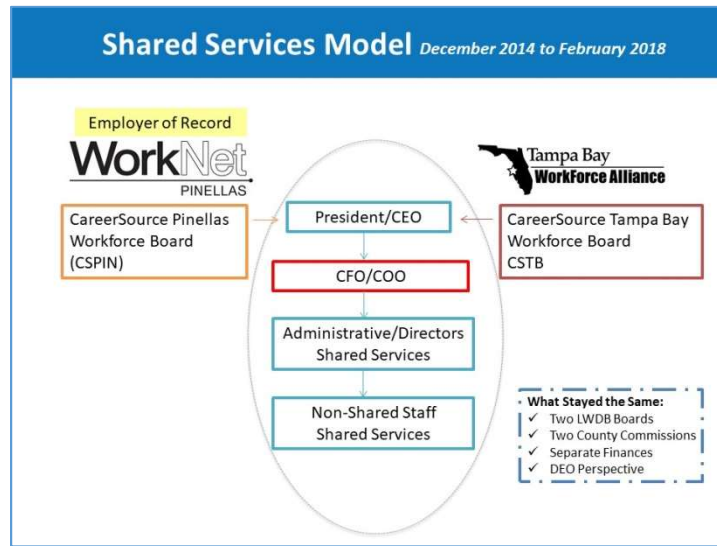 Shared Services Model December 2014 to February 2018
Employer of Record
WorkNet
PINELLAS
Tampa Bay
WorkForce Alliance
CareerSource Pinellas
Workforce Board
(CSPIN)
President/CEO
CareerSource Tampa Bay
Workforce Board
CSTB
CFO/COO
Administrative/Directors
Shared Services
Non-Shared Staff
Shared Services
What Stayed the Same:
✓ Two LWDB Boards
✓ Two County Commissions
✓ Separate Finances
✓ DEO Perspective